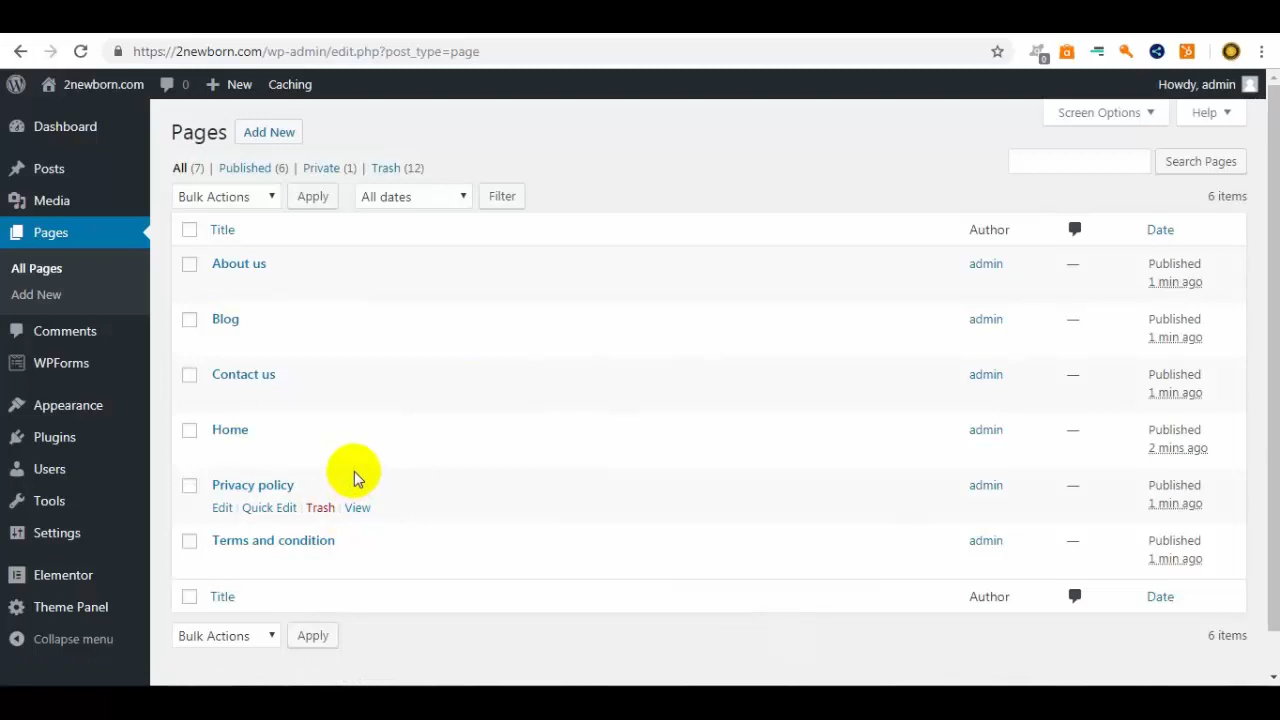 https://2newborn.com/wp-admin/edit.php?post_type=page
0
2newborn.com 0 New Caching Howdy, admin
Dashboard
Posts
Media
Pages
All Pages
Add New
Comments
WPForms
Appearance
Plugins
Users
Tools
Settings
Elementor
Theme Panel
Collapse menu
Screen Options Help
Pages Add New
All (7) | Published (6) | Private (1) | Trash (12)
Search Pages
Bulk Actions Apply All dates Filter 6 items
Title Author Date
About us admin — Published
1 min ago
Blog admin — Published
1 min ago
Contact us admin — Published
1 min ago
Home admin — Published
2 mins ago
Privacy policy admin — Published
Edit | Quick Edit | Trash | View 1 min ago
Terms and condition admin — Published
1 min ago
Title Author Date
Bulk Actions Apply 6 items